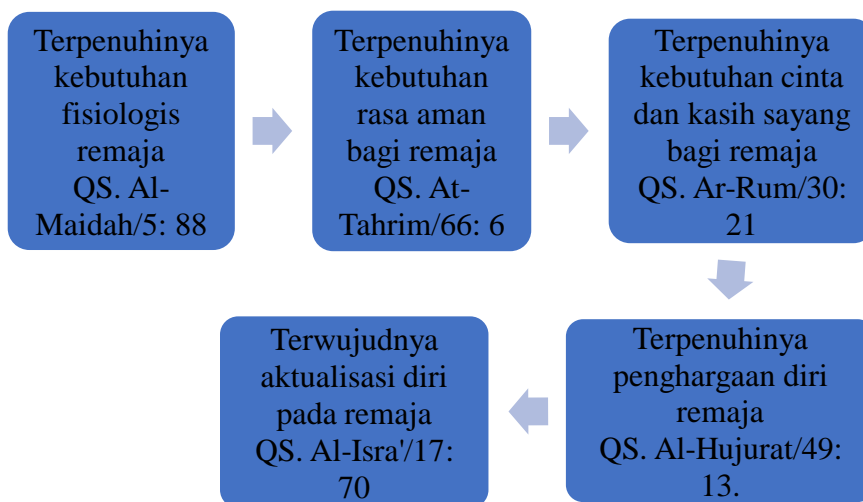 Terpenuhinya
kebutuhan
fisiologis
remaja
QS. Al-
Maidah/5: 88
Terpenuhinya
kebutuhan
rasa aman
bagi remaja
QS. At-
Tahrim/66: 6
Terpenuhinya
kebutuhan cinta
dan kasih sayang
bagi remaja
QS. Ar-Rum/30:
21
Terpenuhinya
penghargaan diri
remaja
QS. Al-Hujurat/49:
13.
Terwujudnya
aktualisasi diri
pada remaja
QS. Al-Isra'/17:
70